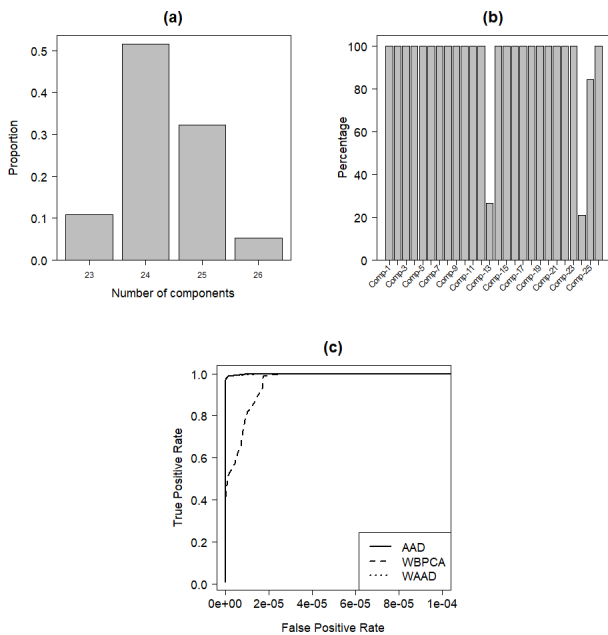 (a)
0.5
0.4
0.3
0.2
0.1
0.0
Proportion
23 24 25 26
Number of components
(b)
100
80
60
40
20
0
Percentage
Comp-1 Comp-3 Comp-5 Comp-7 Comp-9 Comp-11 Comp-13 Comp-15 Comp-17 Comp-19 Comp-21 Comp-23 Comp-25
(c)
1.0
0.8
0.6
0.4
0.2
0.0
True Positive Rate
AAD
WBPCA
WAAD
0e+00 2e-05 4e-05 6e-05 8e-05 1e-04
False Positive Rate